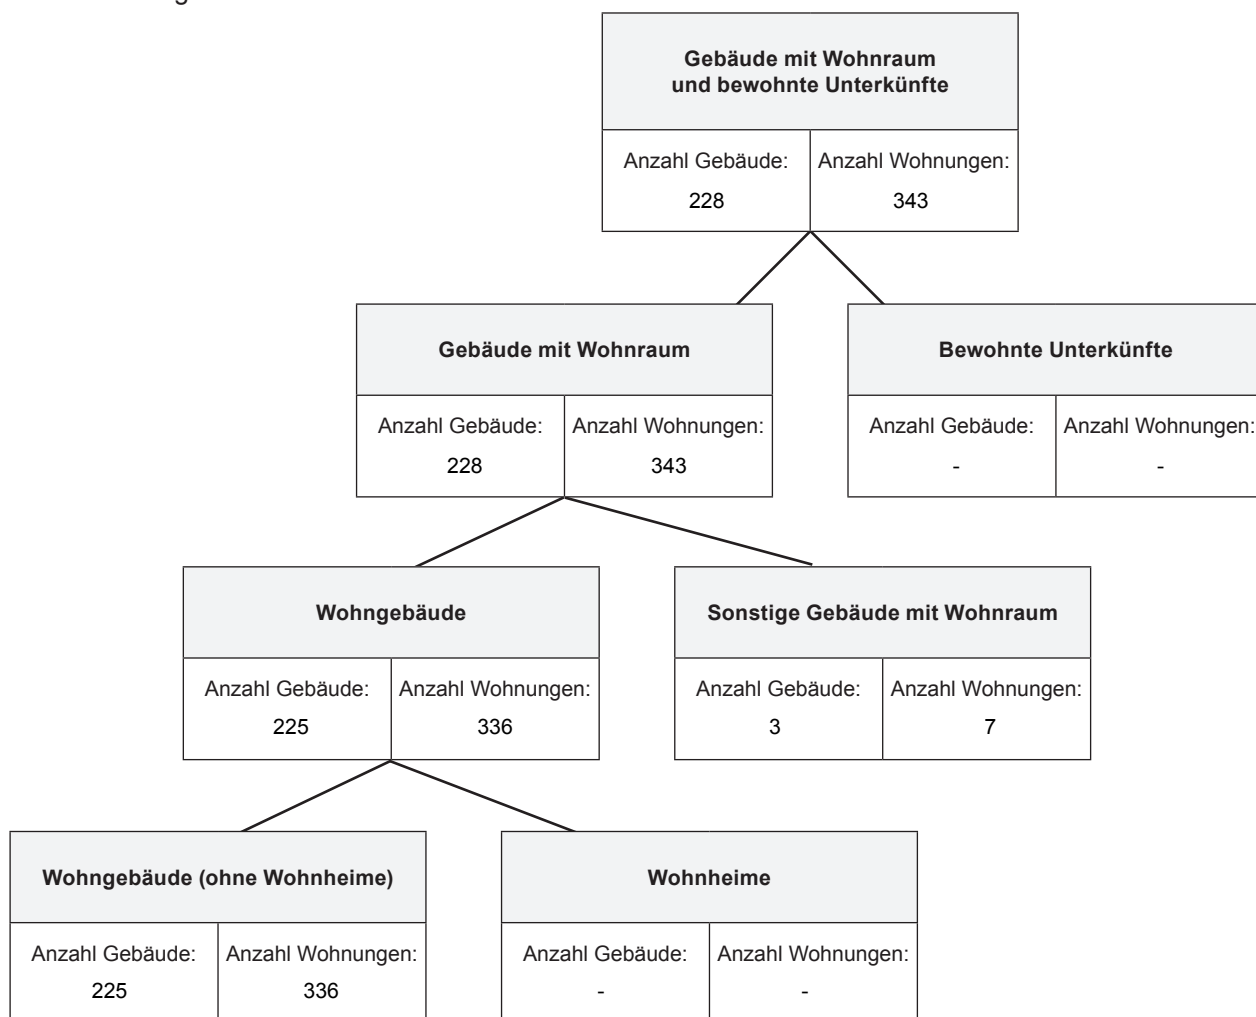 Gebäude mit Wohnraum
und bewohnte Unterkünfte
Anzahl Gebäude: Anzahl Wohnungen:
228 343
Gebäude mit Wohnraum
Anzahl Gebäude: Anzahl Wohnungen:
228 343
Bewohnte Unterkünfte
Anzahl Gebäude: Anzahl Wohnungen:
- -
Wohngebäude
Anzahl Gebäude: Anzahl Wohnungen:
225 336
Sonstige Gebäude mit Wohnraum
Anzahl Gebäude: Anzahl Wohnungen:
3 7
Wohngebäude (ohne Wohnheime)
Anzahl Gebäude: Anzahl Wohnungen:
225 336
Wohnheime
Anzahl Gebäude: Anzahl Wohnungen:
- -